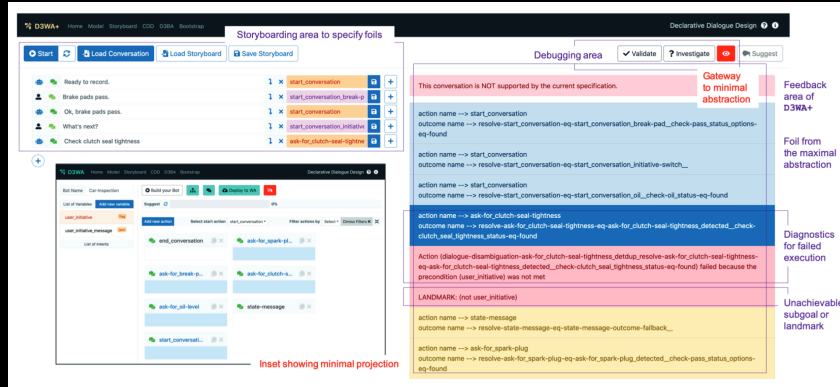 D3WA+ Home Model Storyboard CDD D3BA Bootstrap
Declarative Dialogue Design
Storyboarding area to specify foils
Start
Load Conversation
Load Storyboard
Save Storyboard
Debugging area
Validate
? Investigate
Suggest
Gateway
to minimal
abstraction
Ready to record. start_conversation
Brake pads pass. start_conversation_break-p
Ok, brake pads pass. start_conversation
What's next? start_conversation_initiative
Check clutch seal tightness ask-for_clutch-seal-tightne
This conversation is NOT supported by the current specification.
action name --> start_conversation
outcome name --> resolve-start_conversation-eq-start_conversation_break-pad__check-pass_status_options-
eq-found
action name --> start_conversation
outcome name --> resolve-start_conversation-eq-start_conversation_initiative-switch__
action name --> start_conversation
outcome name --> resolve-start_conversation-eq-start_conversation_oil__check-oil_status-eq-found
action name --> ask-for_clutch-seal-tightness
outcome name --> resolve-ask-for_clutch-seal-tightness-eq-ask-for_clutch-seal-tightness_detected__check-
clutch_seal_tightness_status-eq-found
Action (dialogue-disambiguation-ask-for_clutch-seal-tightness_detdup_resolve-ask-for_clutch-seal-tightness-
eq-ask-for_clutch-seal-tightness_detected__check-clutch_seal_tightness_status-eq-found) failed because the
precondition (user_initiative) was not met
LANDMARK: (not user_initiative)
action name --> state-message
outcome name --> resolve-state-message-eq-state-message-outcome-fallback__
action name --> ask-for_spark-plug
outcome name --> resolve-ask-for_spark-plug-eq-ask-for_spark-plug_detected__check-pass_status_options-
eq-found
Feedback
area of
D3WA+
Foil from
the maximal
abstraction
Diagnostics
for failed
execution
Unachievable
subgoal or
landmark
D3WA Home Model Storyboard CDD D3BA Bootstrap
Declarative Dialogue Design
Bot Name Car-Inspection
Build your Bot
Deploy to WA
List of Variables
Add new variable
Suggest
0%
user_initiative
Flag
user_initiative_message
List of Intents
Add new action
Select start action start_conversation
Filter actions by Select
end_conversation
ask-for_spark-pl...
ask-for_break-p...
ask-for_clutch-s...
ask-for_oil-level
state-message
start_conversati...
Inset showing minimal projection